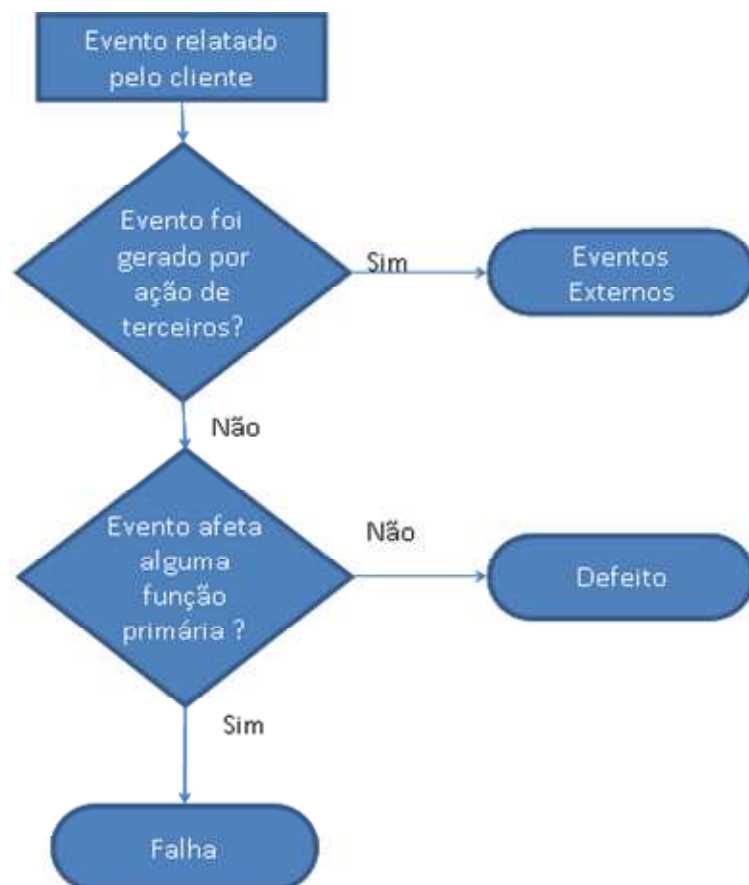 Evento relatado
pelo cliente
Evento foi
gerado por
ação de
terceiros?
Sim
Eventos
Externos
Não
Evento afeta
alguma
função
primária ?
Não
Defeito
Sim
Falha